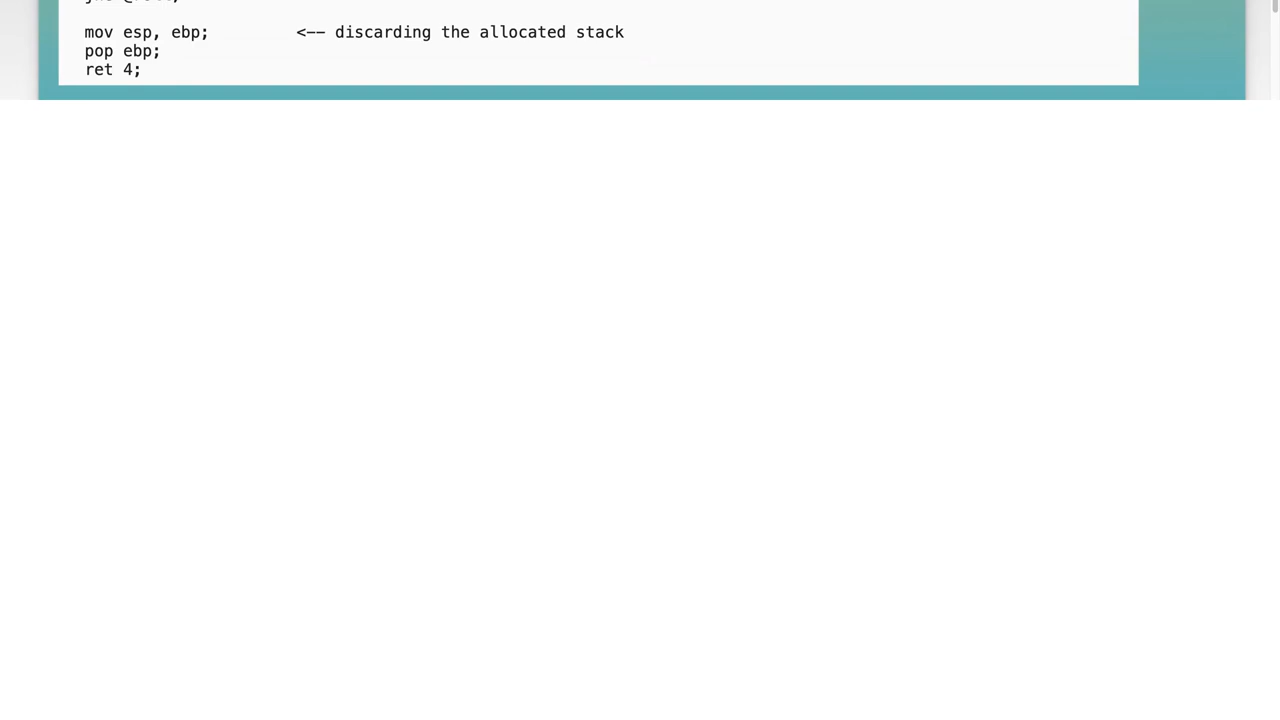 mov esp, ebp;         <-- discarding the allocated stack
pop ebp;
ret 4;